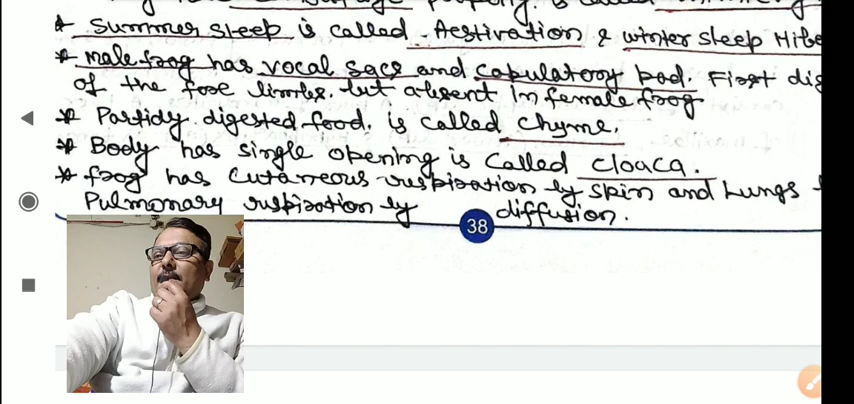 * Summer sleep is called Aestivation & winter sleep Hibe
* Male frog has vocal sacs and copulatory pad. First dig
of the fore limbs. but absent in female frog
* Partidy digested food. is called chyme.
* Body has single opening is called cloaca.
* frog has cutaneous respiration by skin and Lungs
Pulmonary respiration by diffusion.
38